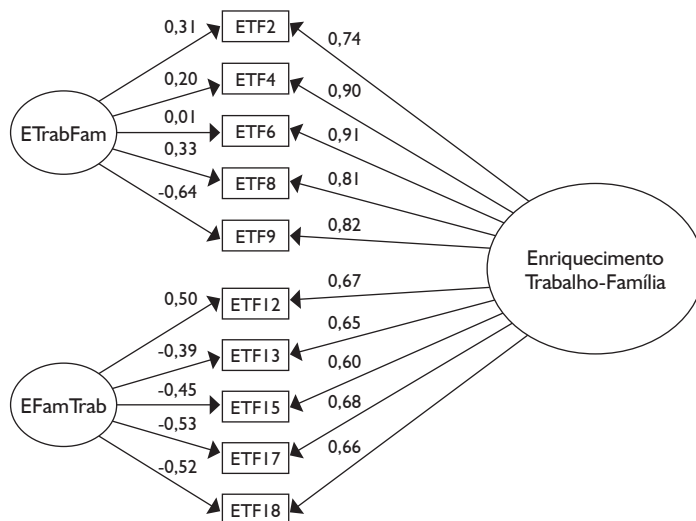 0,31
ETF2
0,74
0,20
ETF4
0,90
ETrabFam
0,01
ETF6
0,91
0,33
ETF8
0,81
-0,64
ETF9
0,82
Enriquecimento
Trabalho-Família
0,50
ETF12
0,67
-0,39
ETF13
0,65
EFamTrab
-0,45
ETF15
0,60
-0,53
ETF17
0,68
-0,52
ETF18
0,66